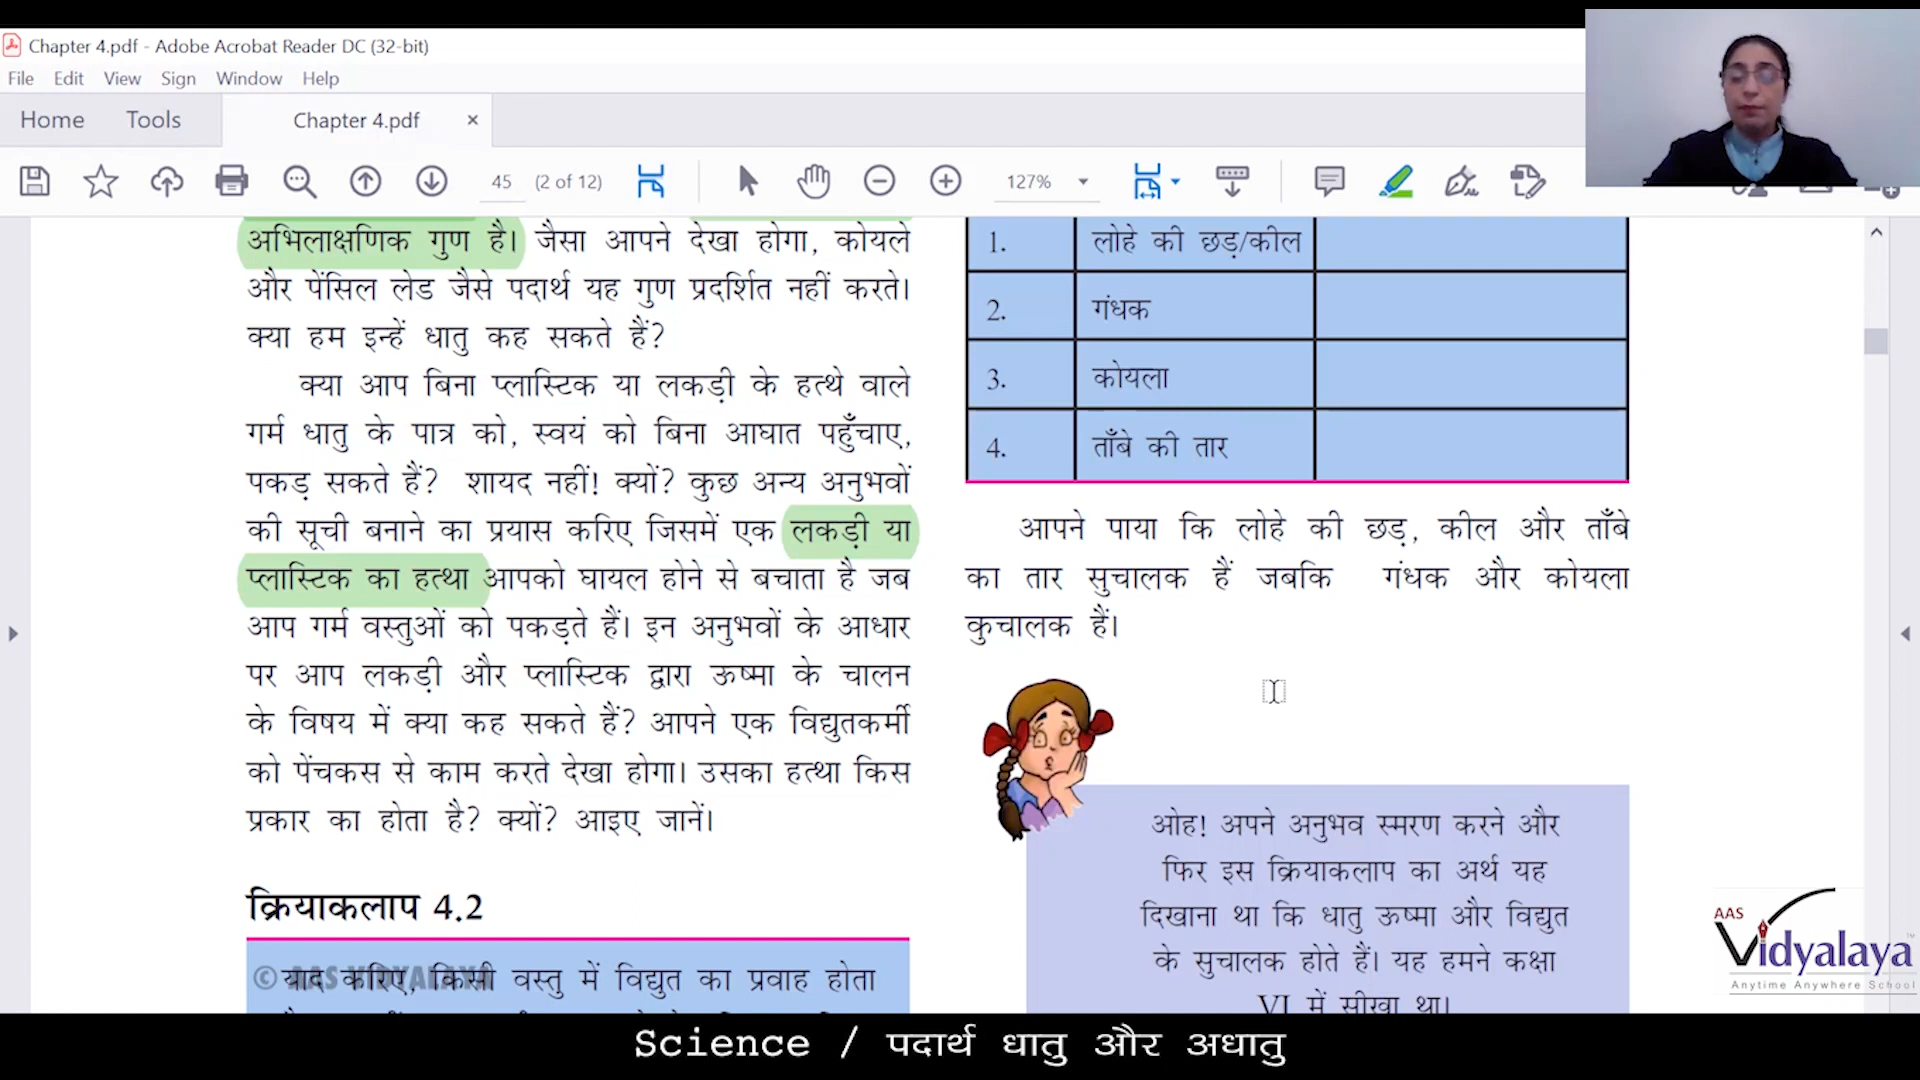 Chapter 4.pdf - Adobe Acrobat Reader DC (32-bit)
File Edit View Sign Window Help
Home Tools Chapter 4.pdf ×
45 (2 of 12) 127%
अभिलाक्षणिक गुण है। जैसा आपने देखा होगा, कोयले
और पेंसिल लेड जैसे पदार्थ यह गुण प्रदर्शित नहीं करते।
क्या हम इन्हें धातु कह सकते हैं?
क्या आप बिना प्लास्टिक या लकड़ी के हत्थे वाले
गर्म धातु के पात्र को, स्वयं को बिना आघात पहुँचाए,
पकड़ सकते हैं? शायद नहीं! क्यों? कुछ अन्य अनुभवों
की सूची बनाने का प्रयास करिए जिसमें एक लकड़ी या
प्लास्टिक का हत्था आपको घायल होने से बचाता है जब
आप गर्म वस्तुओं को पकड़ते हैं। इन अनुभवों के आधार
पर आप लकड़ी और प्लास्टिक द्वारा ऊष्मा के चालन
के विषय में क्या कह सकते हैं? आपने एक विद्युतकर्मी
को पेंचकस से काम करते देखा होगा। उसका हत्था किस
प्रकार का होता है? क्यों? आइए जानें।
क्रियाकलाप 4.2
याद करिए, किसी वस्तु में विद्युत का प्रवाह होता
© AAS VIDYALAYA
1. लोहे की छड़/कील
2. गंधक
3. कोयला
4. ताँबे की तार
आपने पाया कि लोहे की छड़, कील और ताँबे
का तार सुचालक हैं जबकि गंधक और कोयला
कुचालक हैं।
ओह! अपने अनुभव स्मरण करने और
फिर इस क्रियाकलाप का अर्थ यह
दिखाना था कि धातु ऊष्मा और विद्युत
के सुचालक होते हैं। यह हमने कक्षा
VI में सीखा था।
AAS
Vidyalaya
Anytime Anywhere School
Science / पदार्थ धातु और अधातु